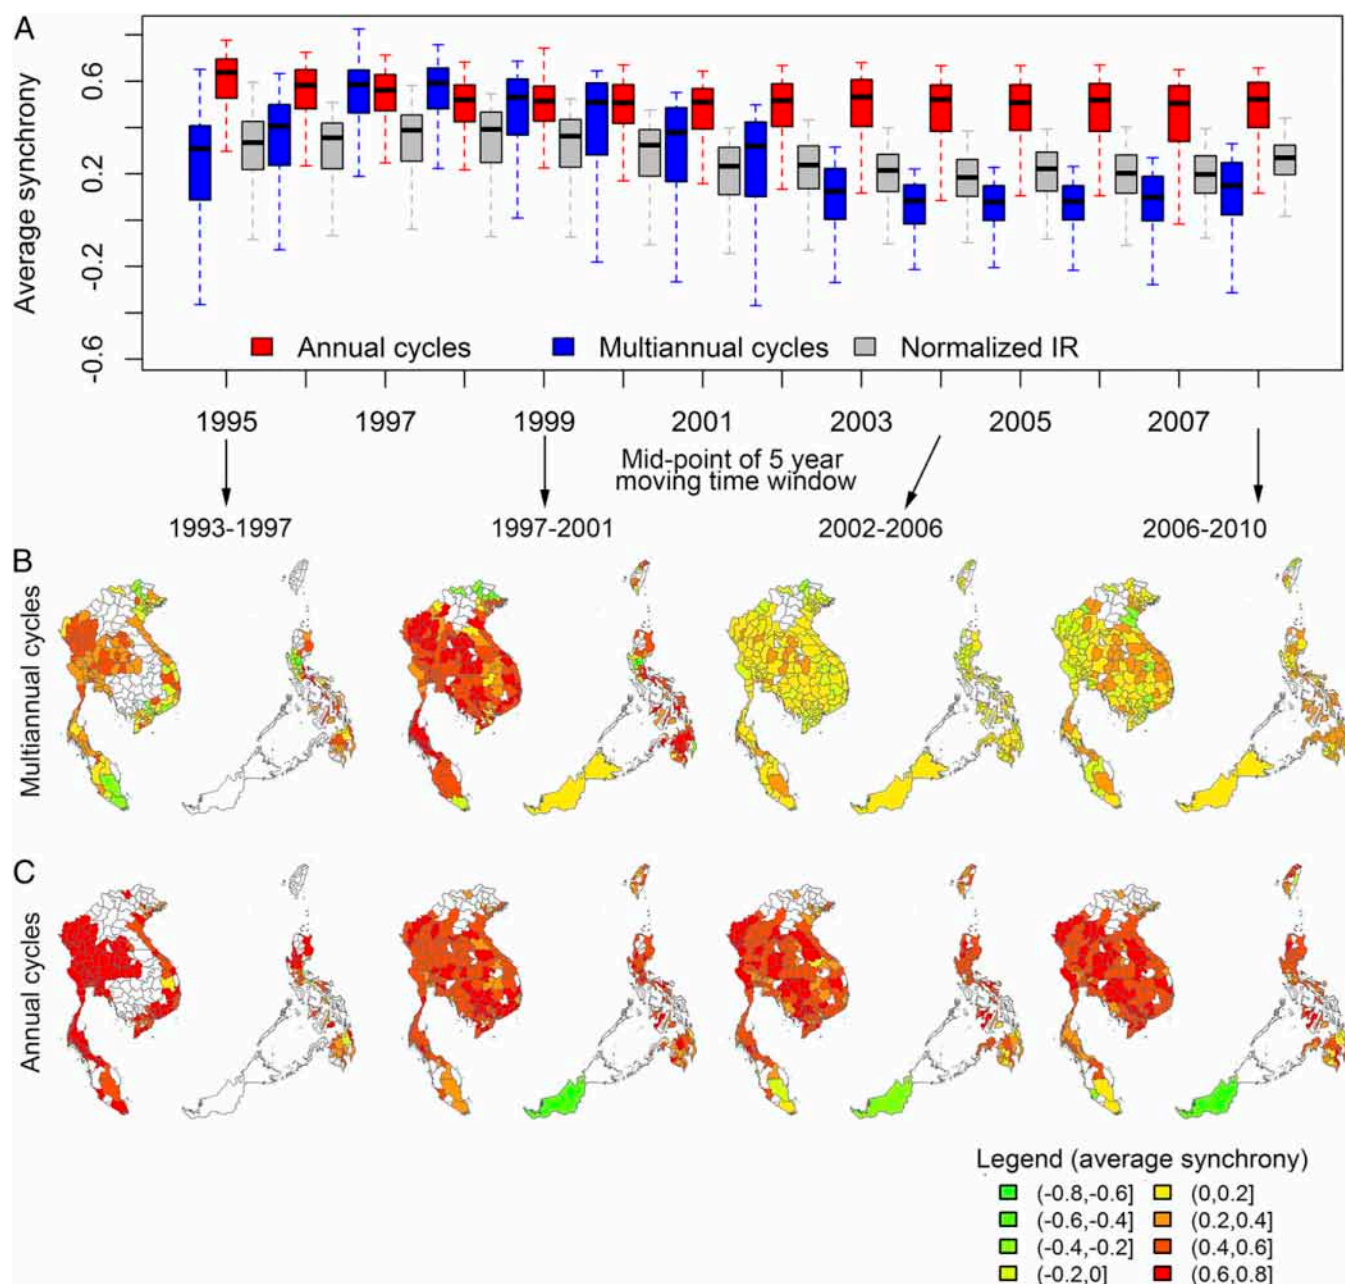 A
Average synchrony
0.6
0.2
-0.2
-0.6
Annual cycles
Multiannual cycles
Normalized IR
1995
1997
1999
2001
2003
2005
2007
Mid-point of 5 year
moving time window
1993-1997
1997-2001
2002-2006
2006-2010
B
Multiannual cycles
C
Annual cycles
Legend (average synchrony)
(-0.8,-0.6]
(0,0.2]
(-0.6,-0.4]
(0.2,0.4]
(-0.4,-0.2]
(0.4,0.6]
(-0.2,0]
(0.6,0.8]